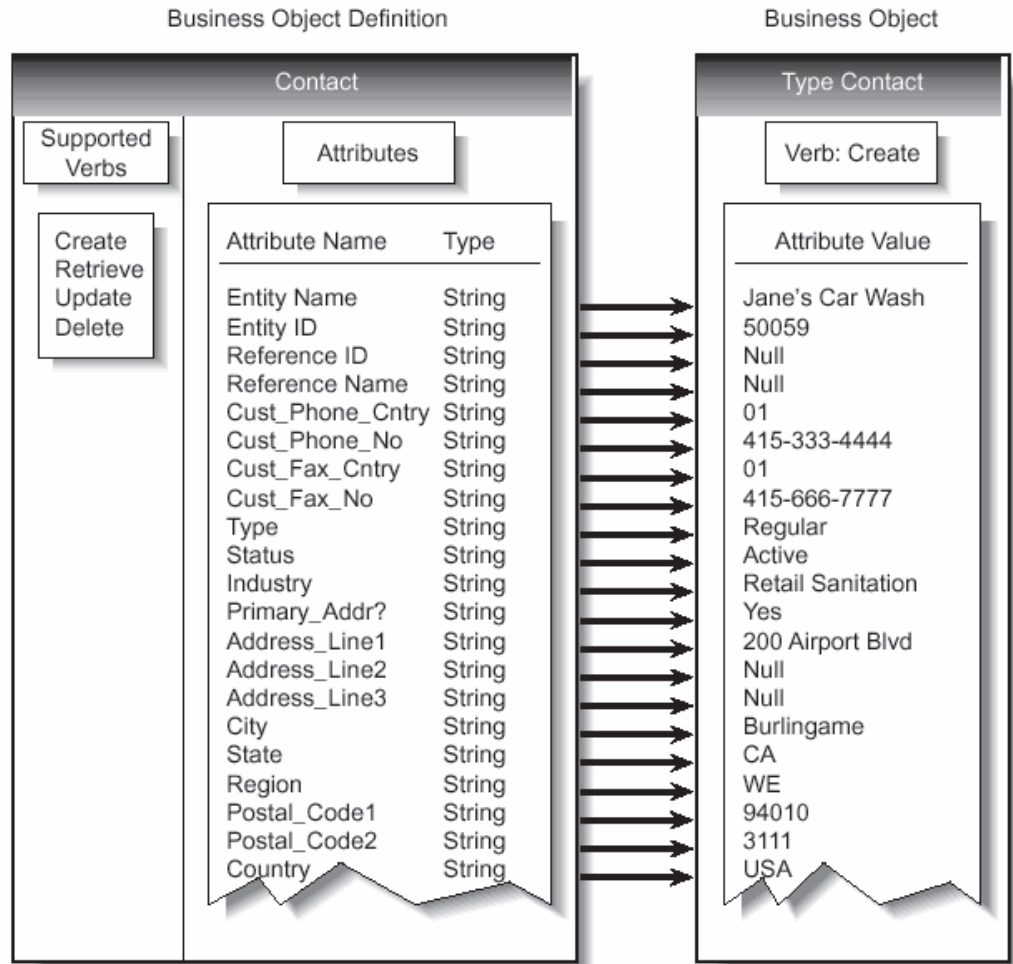 Business Object Definition
Business Object
Contact
Type Contact
Supported
Verbs
Attributes
Verb: Create
Create
Retrieve
Update
Delete
Attribute Name Type
Attribute Value
Entity Name String Jane's Car Wash
Entity ID String 50059
Reference ID String Null
Reference Name String Null
Cust_Phone_Cntry String 01
Cust_Phone_No String 415-333-4444
Cust_Fax_Cntry String 01
Cust_Fax_No String 415-666-7777
Type String Regular
Status String Active
Industry String Retail Sanitation
Primary_Addr? String Yes
Address_Line1 String 200 Airport Blvd
Address_Line2 String Null
Address_Line3 String Null
City String Burlingame
State String CA
Region String WE
Postal_Code1 String 94010
Postal_Code2 String 3111
Country String USA